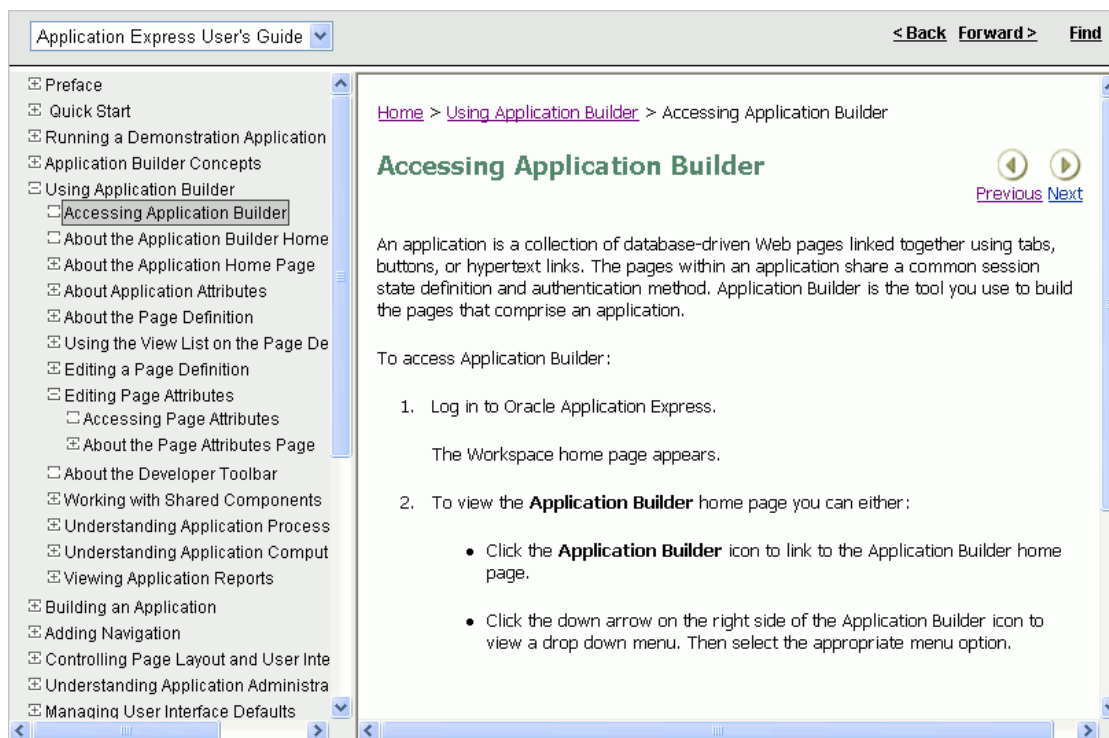 Application Express User's Guide
< Back Forward > Find
Preface
Quick Start
Running a Demonstration Application
Application Builder Concepts
Using Application Builder
Accessing Application Builder
About the Application Builder Home
About the Application Home Page
About Application Attributes
About the Page Definition
Using the View List on the Page De
Editing a Page Definition
Editing Page Attributes
Accessing Page Attributes
About the Page Attributes Page
About the Developer Toolbar
Working with Shared Components
Understanding Application Process
Understanding Application Comput
Viewing Application Reports
Building an Application
Adding Navigation
Controlling Page Layout and User Inte
Understanding Application Administra
Managing User Interface Defaults
Home > Using Application Builder > Accessing Application Builder
Accessing Application Builder
Previous Next
An application is a collection of database-driven Web pages linked together using tabs,
buttons, or hypertext links. The pages within an application share a common session
state definition and authentication method. Application Builder is the tool you use to build
the pages that comprise an application.
To access Application Builder:
1. Log in to Oracle Application Express.
The Workspace home page appears.
2. To view the Application Builder home page you can either:
• Click the Application Builder icon to link to the Application Builder home
page.
• Click the down arrow on the right side of the Application Builder icon to
view a drop down menu. Then select the appropriate menu option.